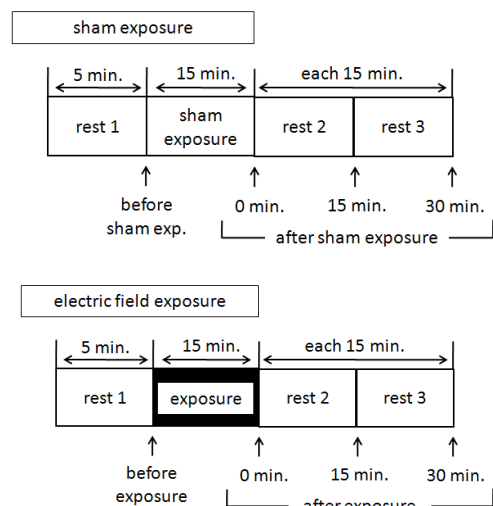 sham exposure
5 min. 15 min. each 15 min.
rest 1 sham exposure rest 2 rest 3
before sham exp. 0 min. 15 min. 30 min.
after sham exposure
electric field exposure
5 min. 15 min. each 15 min.
rest 1 exposure rest 2 rest 3
before exposure 0 min. 15 min. 30 min.
after exposure